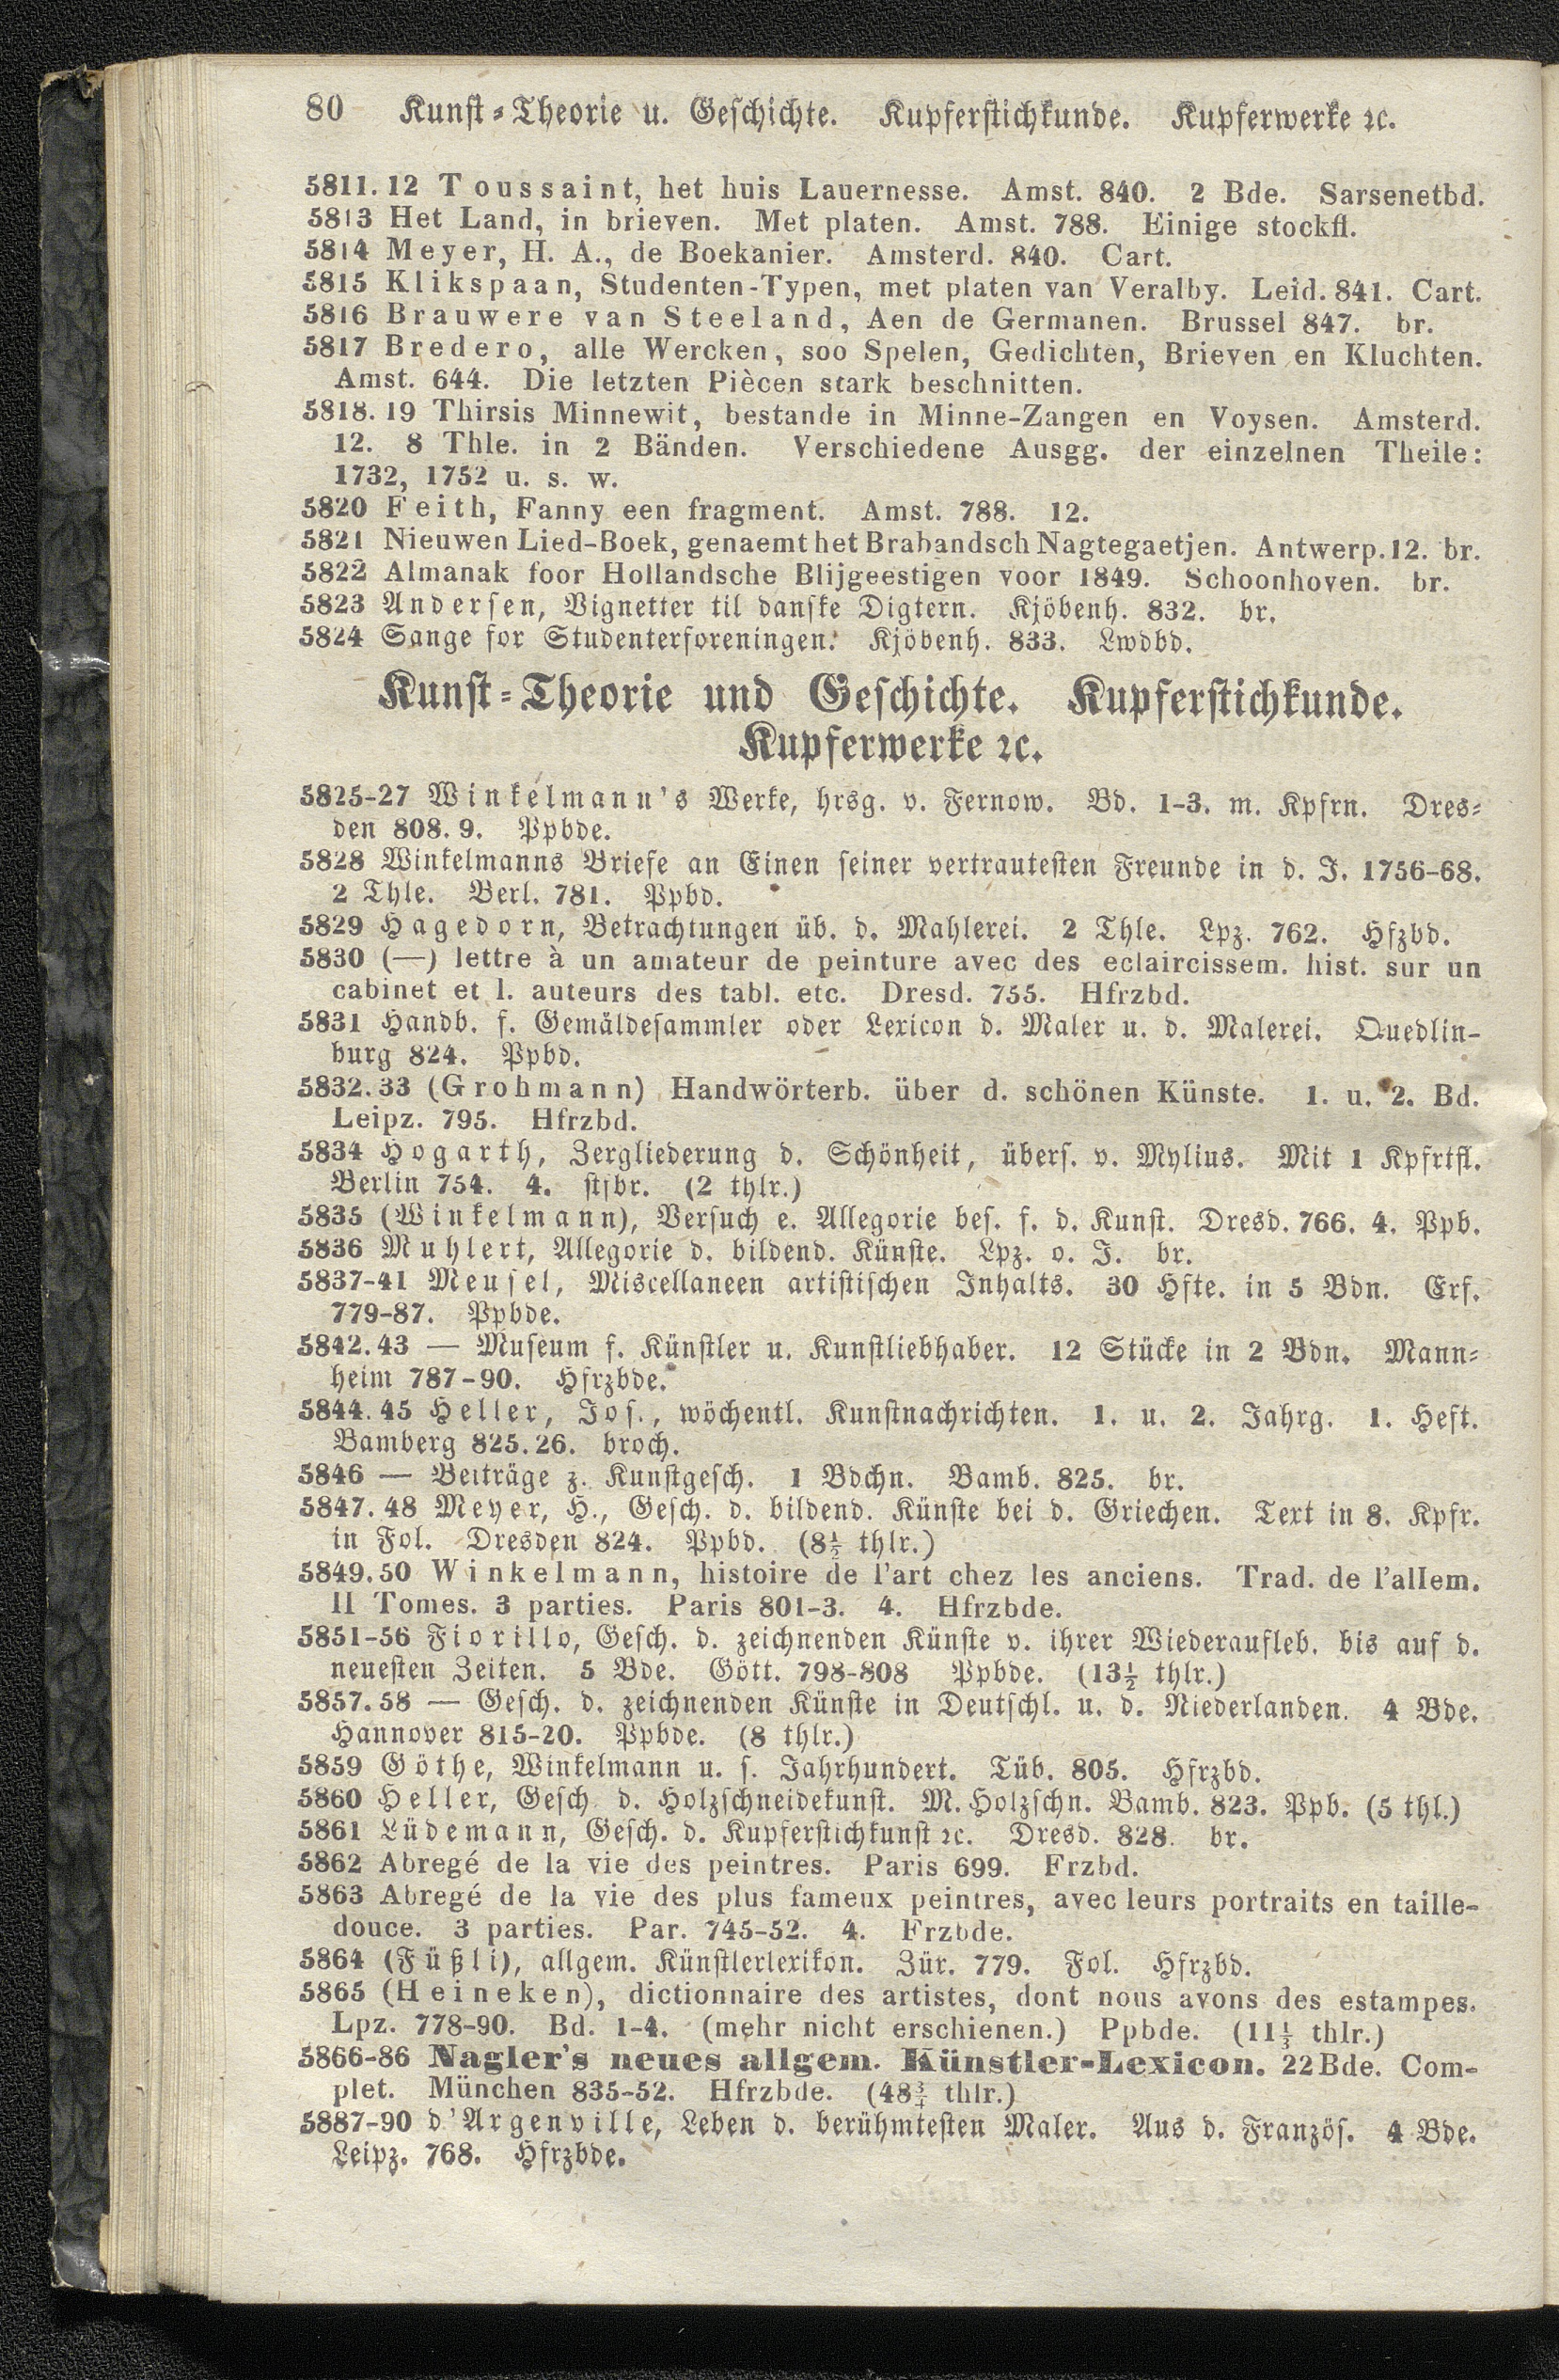 80 Kunst-Theorie u. Geschichte. Kupferstichkunde. Kupferwerke ꝛc.
5811.12 Toussaint, het huis Lauernesse. Amst. 840. 2 Bde. Sarsenetbd.
5813 Het Land, in brieven. Met platen. Amst. 788. Einige stockfl.
5814 Meyer, H. A., de Boekanier. Amsterd. 840. Cart.
5815 Klikspaan, Studenten-Typen, met platen van Veralby. Leid. 841. Cart.
5816 Brauwere van Steeland, Aen de Germanen. Brussel 847. br.
5817 Bredero, alle Wercken, soo Spelen, Gedichten, Brieven en Kluchten.
Amst. 644. Die letzten Piècen stark beschnitten.
5818.19 Thirsis Minnewit, bestande in Minne-Zangen en Voysen. Amsterd.
12. 8 Thle. in 2 Bänden. Verschiedene Ausgg. der einzelnen Theile:
1732, 1752 u. s. w.
5820 Feith, Fanny een fragment. Amst. 788. 12.
5821 Nieuwen Lied-Boek, genaemt het Brabandsch Nagtegaetjen. Antwerp. 12. br.
5822 Almanak foor Hollandsche Blijgeestigen voor 1849. Schoonhoven. br.
5823 Andersen, Vignetter til danske Digtern. Kjöbenh. 832. br.
5824 Sange for Studenterforeningen. Kjöbenh. 833. Lwdbd.
Kunst-Theorie und Geschichte. Kupferstichkunde.
Kupferwerke ꝛc.
5825-27 Winkelmann's Werke, hrsg. v. Fernow. Bd. 1-3. m. Kpfrn. Dres-
den 808. 9. Ppbde.
5828 Winkelmanns Briefe an Einen seiner vertrautesten Freunde in d. J. 1756-68.
2 Thle. Berl. 781. Ppbd.
5829 Hagedorn, Betrachtungen üb. d. Mahlerei. 2 Thle. Lpz. 762. Hfzbd.
5830 (—) lettre à un amateur de peinture avec des eclaircissem. hist. sur un
cabinet et l. auteurs des tabl. etc. Dresd. 755. Hfrzbd.
5831 Handb. f. Gemäldesammler oder Lexicon d. Maler u. d. Malerei. Quedlin-
burg 824. Ppbd.
5832.33 (Grohmann) Handwörterb. über d. schönen Künste. 1. u. 2. Bd.
Leipz. 795. Hfrzbd.
5834 Hogarth, Zergliederung d. Schönheit, übers. v. Mylius. Mit 1 Kpfrtfl.
Berlin 754. 4. stfbr. (2 thlr.)
5835 (Winkelmann), Versuch e. Allegorie bes. f. d. Kunst. Dresd. 766. 4. Ppb.
5836 Muhlert, Allegorie d. bildend. Künste. Lpz. o. J. br.
5837-41 Meusel, Miscellaneen artistischen Inhalts. 30 Hfte. in 5 Bdn. Erf.
779-87. Ppbde.
5842.43 — Museum f. Künstler u. Kunstliebhaber. 12 Stücke in 2 Bdn. Mann-
heim 787-90. Hfrzbde.
5844.45 Heller, Jos., wöchentl. Kunstnachrichten. 1. u. 2. Jahrg. 1. Heft.
Bamberg 825.26. broch.
5846 — Beiträge z. Kunstgesch. 1 Bdchn. Bamb. 825. br.
5847.48 Meyer, H., Gesch. d. bildend. Künste bei d. Griechen. Text in 8. Kpfr.
in Fol. Dresden 824. Ppbd. (8½ thlr.)
5849.50 Winkelmann, histoire de l'art chez les anciens. Trad. de l'allem.
II Tomes. 3 parties. Paris 801-3. 4. Hfrzbde.
5851-56 Fiorillo, Gesch. d. zeichnenden Künste v. ihrer Wiederaufleb. bis auf d.
neuesten Zeiten. 5 Bde. Gött. 798-808 Ppbde. (13½ thlr.)
5857.58 — Gesch. d. zeichnenden Künste in Deutschl. u. d. Niederlanden. 4 Bde.
Hannover 815-20. Ppbde. (8 thlr.)
5859 Göthe, Winkelmann u. s. Jahrhundert. Tüb. 805. Hfrzbd.
5860 Heller, Gesch. d. Holzschneidekunst. M. Holzschn. Bamb. 823. Ppb. (5 thl.)
5861 Lüdemann, Gesch. d. Kupferstichkunst ꝛc. Dresd. 828. br.
5862 Abregé de la vie des peintres. Paris 699. Frzbd.
5863 Abregé de la vie des plus fameux peintres, avec leurs portraits en taille-
douce. 3 parties. Par. 745-52. 4. Frzbde.
5864 (Füßli), allgem. Künstlerlexikon. Zür. 779. Fol. Hfrzbd.
5865 (Heineken), dictionnaire des artistes, dont nous avons des estampes.
Lpz. 778-90. Bd. 1-4. (mehr nicht erschienen.) Ppbde. (11⅓ thlr.)
5866-86 Nagler's neues allgem. Künstler-Lexicon. 22 Bde. Com-
plet. München 835-52. Hfrzbde. (48¾ thlr.)
5887-90 d'Argenville, Leben d. berühmtesten Maler. Aus d. Französ. 4 Bde.
Leipz. 768. Hfrzbde.